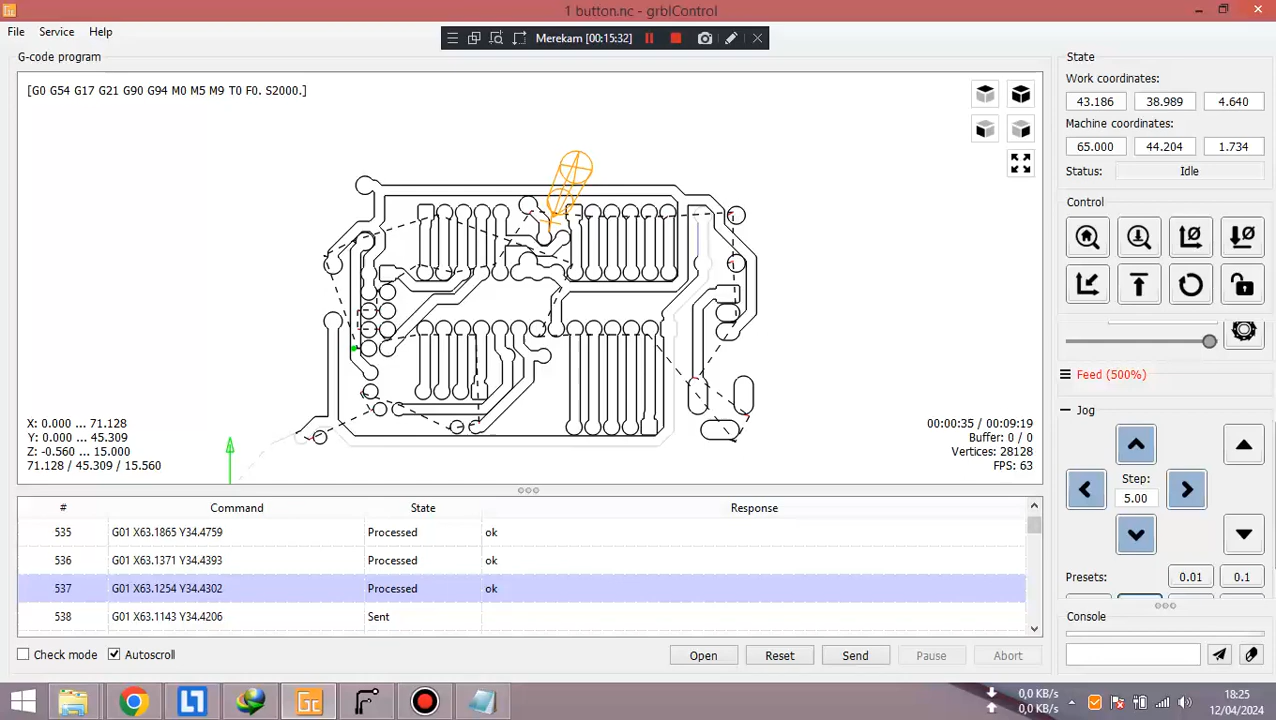 Gc
1 button.nc - grblControl
File Service Help
Merekam [00:15:32]
G-code program
[G0 G54 G17 G21 G90 G94 M0 M5 M9 T0 F0. S2000.]
X: 0.000 ... 71.128
Y: 0.000 ... 45.309
Z: -0.560 ... 15.000
71.128 / 45.309 / 15.560
00:00:35 / 00:09:19
Buffer: 0 / 0
Vertices: 28128
FPS: 63
# Command State Response
535 G01 X63.1865 Y34.4759 Processed ok
536 G01 X63.1371 Y34.4393 Processed ok
537 G01 X63.1254 Y34.4302 Processed ok
538 G01 X63.1143 Y34.4206 Sent
Check mode Autoscroll Open Reset Send Pause Abort
State
Work coordinates:
43.186 38.989 4.640
Machine coordinates:
65.000 44.204 1.734
Status: Idle
Control
Feed (500%)
Jog
Step:
5.00
Presets: 0.01 0.1
Console
Gc
0,0 KB/s
0,0 KB/s
18:25
12/04/2024